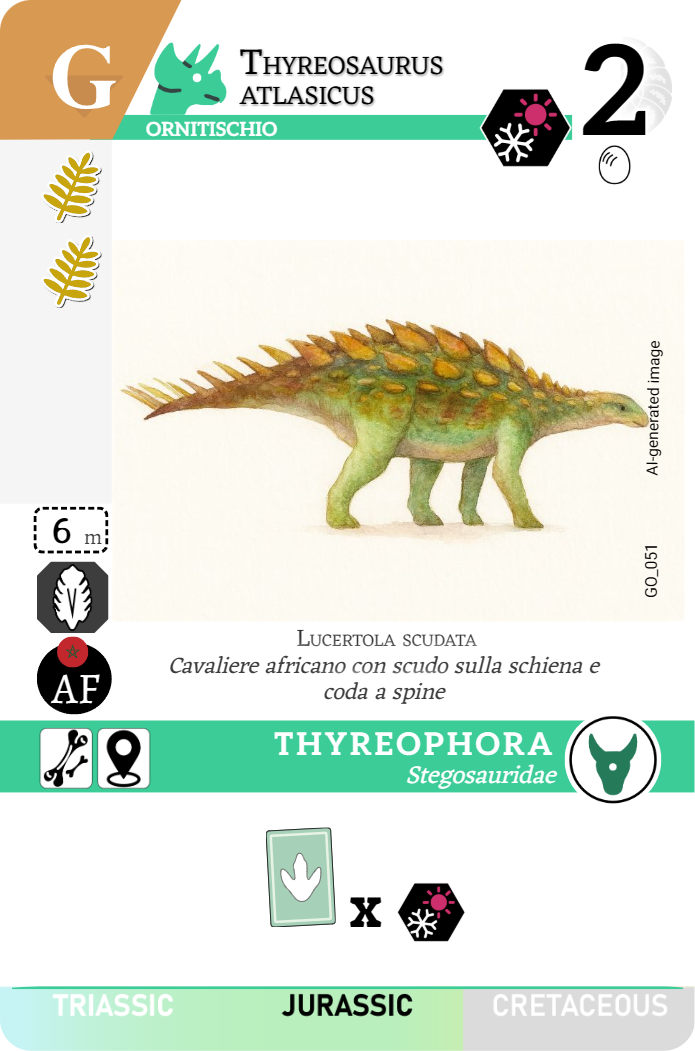 G
Thyreosaurus
atlasicus
2
ORNITISCHIO
AI-generated image
GO_051
6 m
AF
Lucertola scudata
Cavaliere africano con scudo sulla schiena e
coda a spine
THYREOPHORA
Stegosauridae
x
TRIASSIC JURASSIC CRETACEOUS